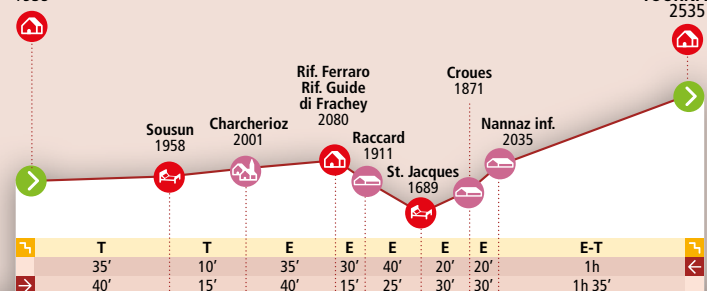 2535
Rif. Ferraro
Rif. Guide
di Frachey
2080
Croues
1871
Sousun
1958
Charcherioz
2001
Raccard
1911
Nannaz inf.
2035
St. Jacques
1689
T T E E E E E E-T
35’ 10’ 35’ 30’ 40’ 20’ 20’ 1h
40’ 15’ 40’ 15’ 25’ 30’ 30’ 1h 35’